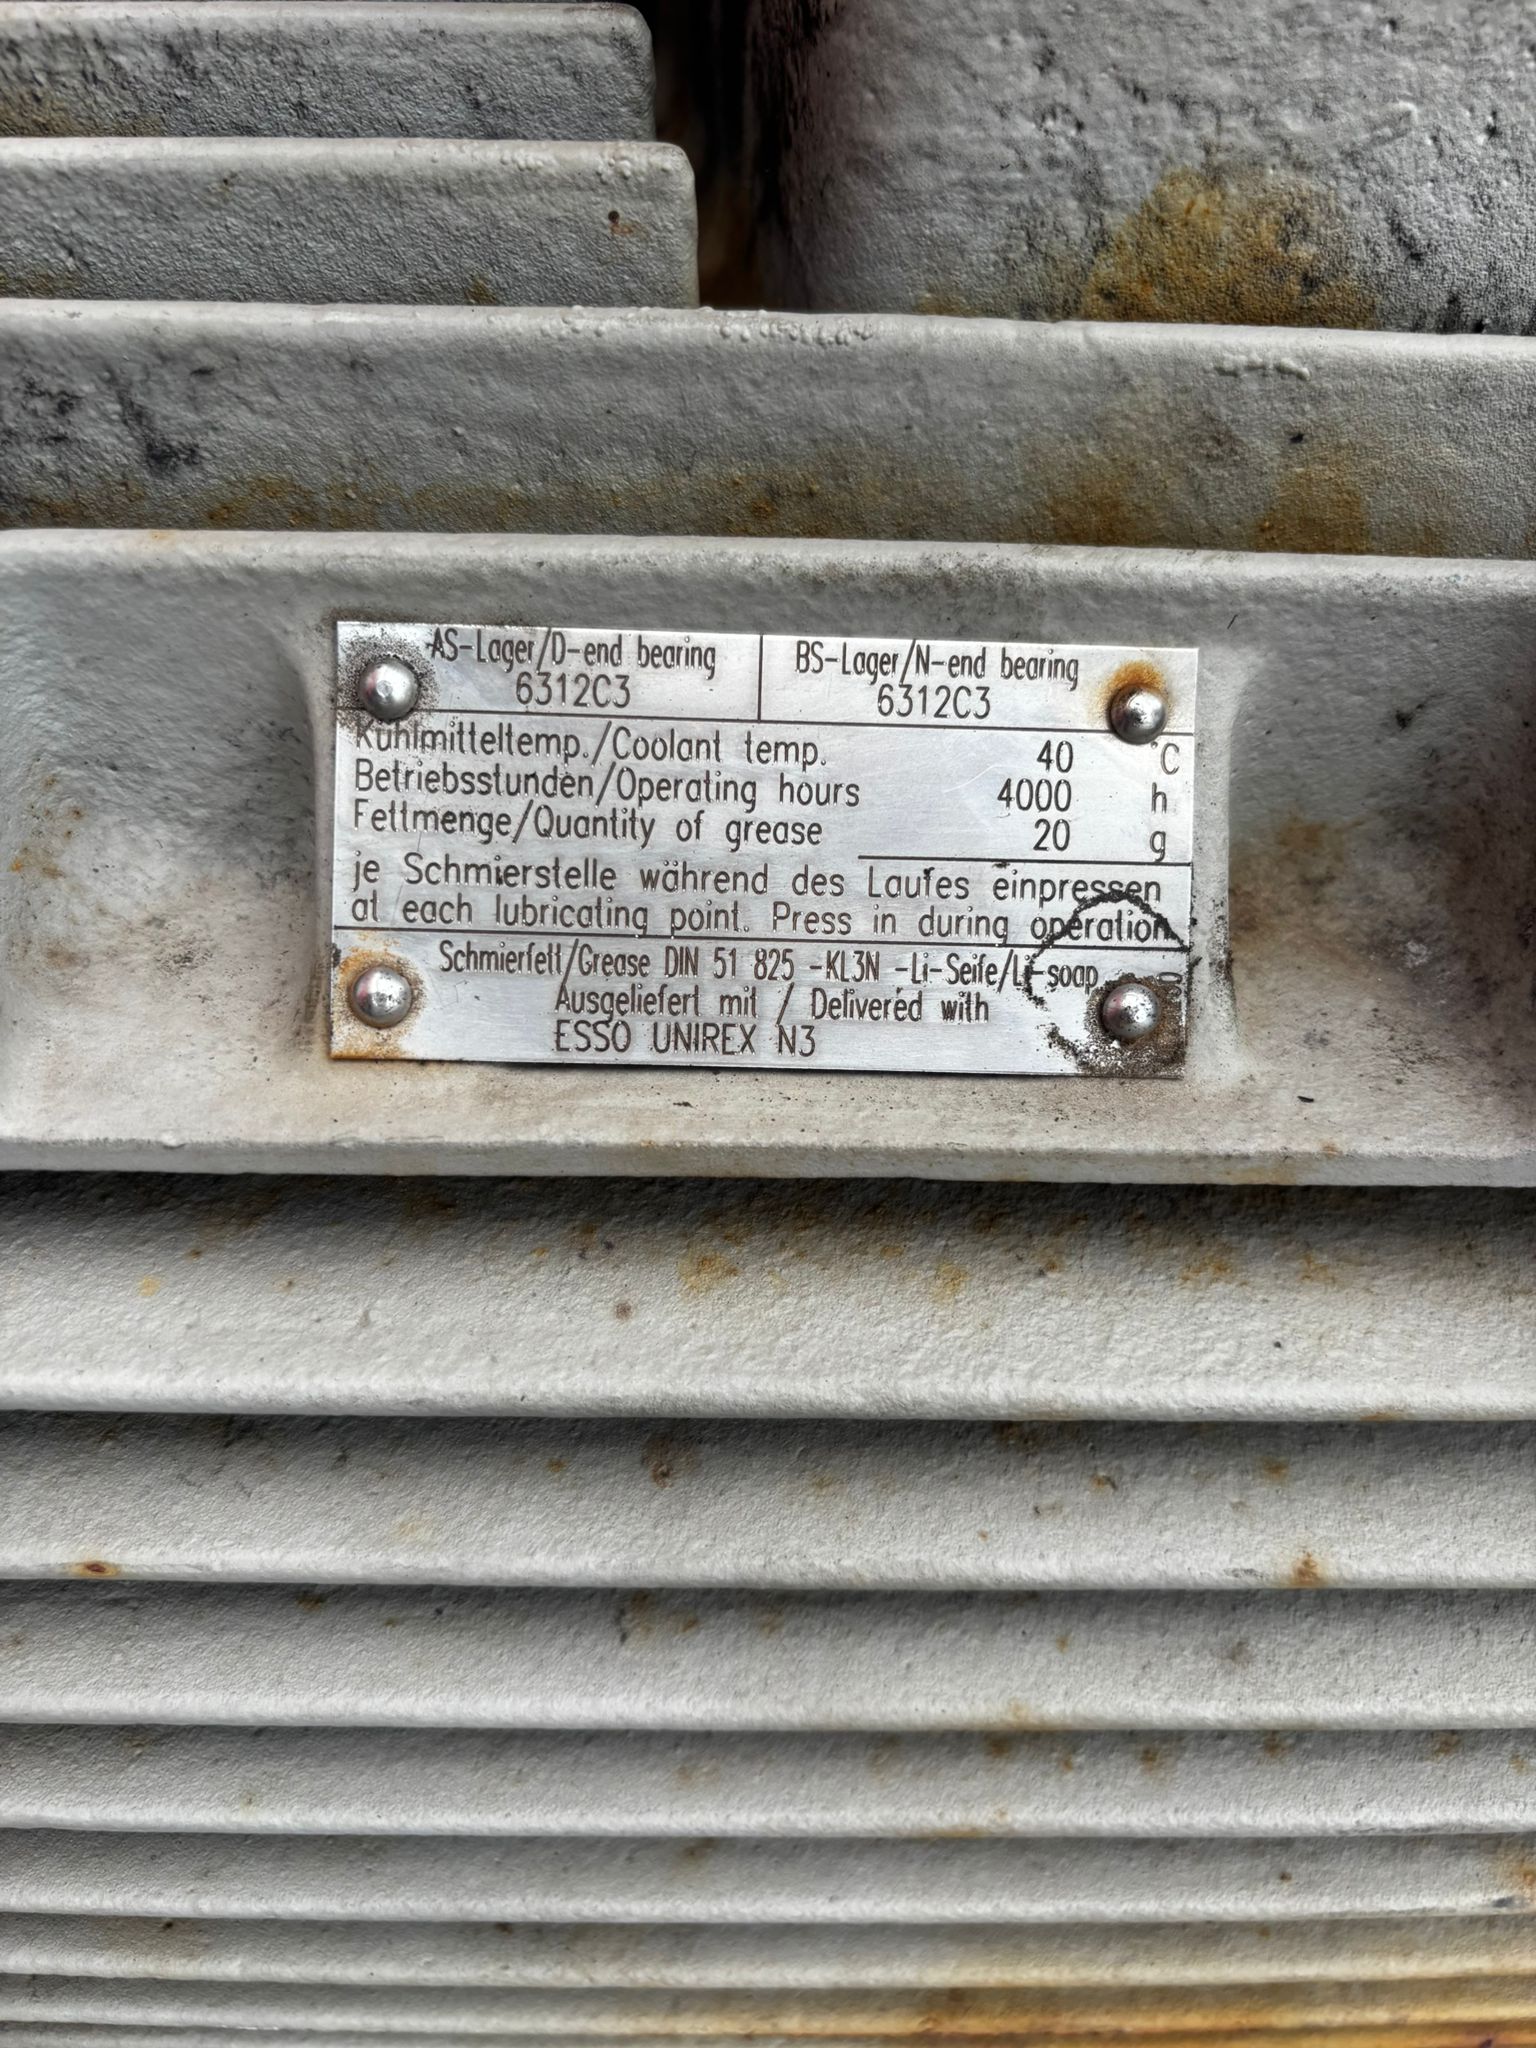 AS-Lager/D-end bearing
6312C3
BS-Lager/N-end bearing
6312C3
Kühlmitteltemp./Coolant temp. 40 °C
Betriebsstunden/Operating hours 4000 h
Fettmenge/Quantity of grease 20 g
je Schmierstelle während des Laufes einpressen
at each lubricating point. Press in during operation
Schmierfett/Grease DIN 51 825 -KL3N -Li-Seife/Li-soap
Ausgeliefert mit / Delivered with
ESSO UNIREX N3